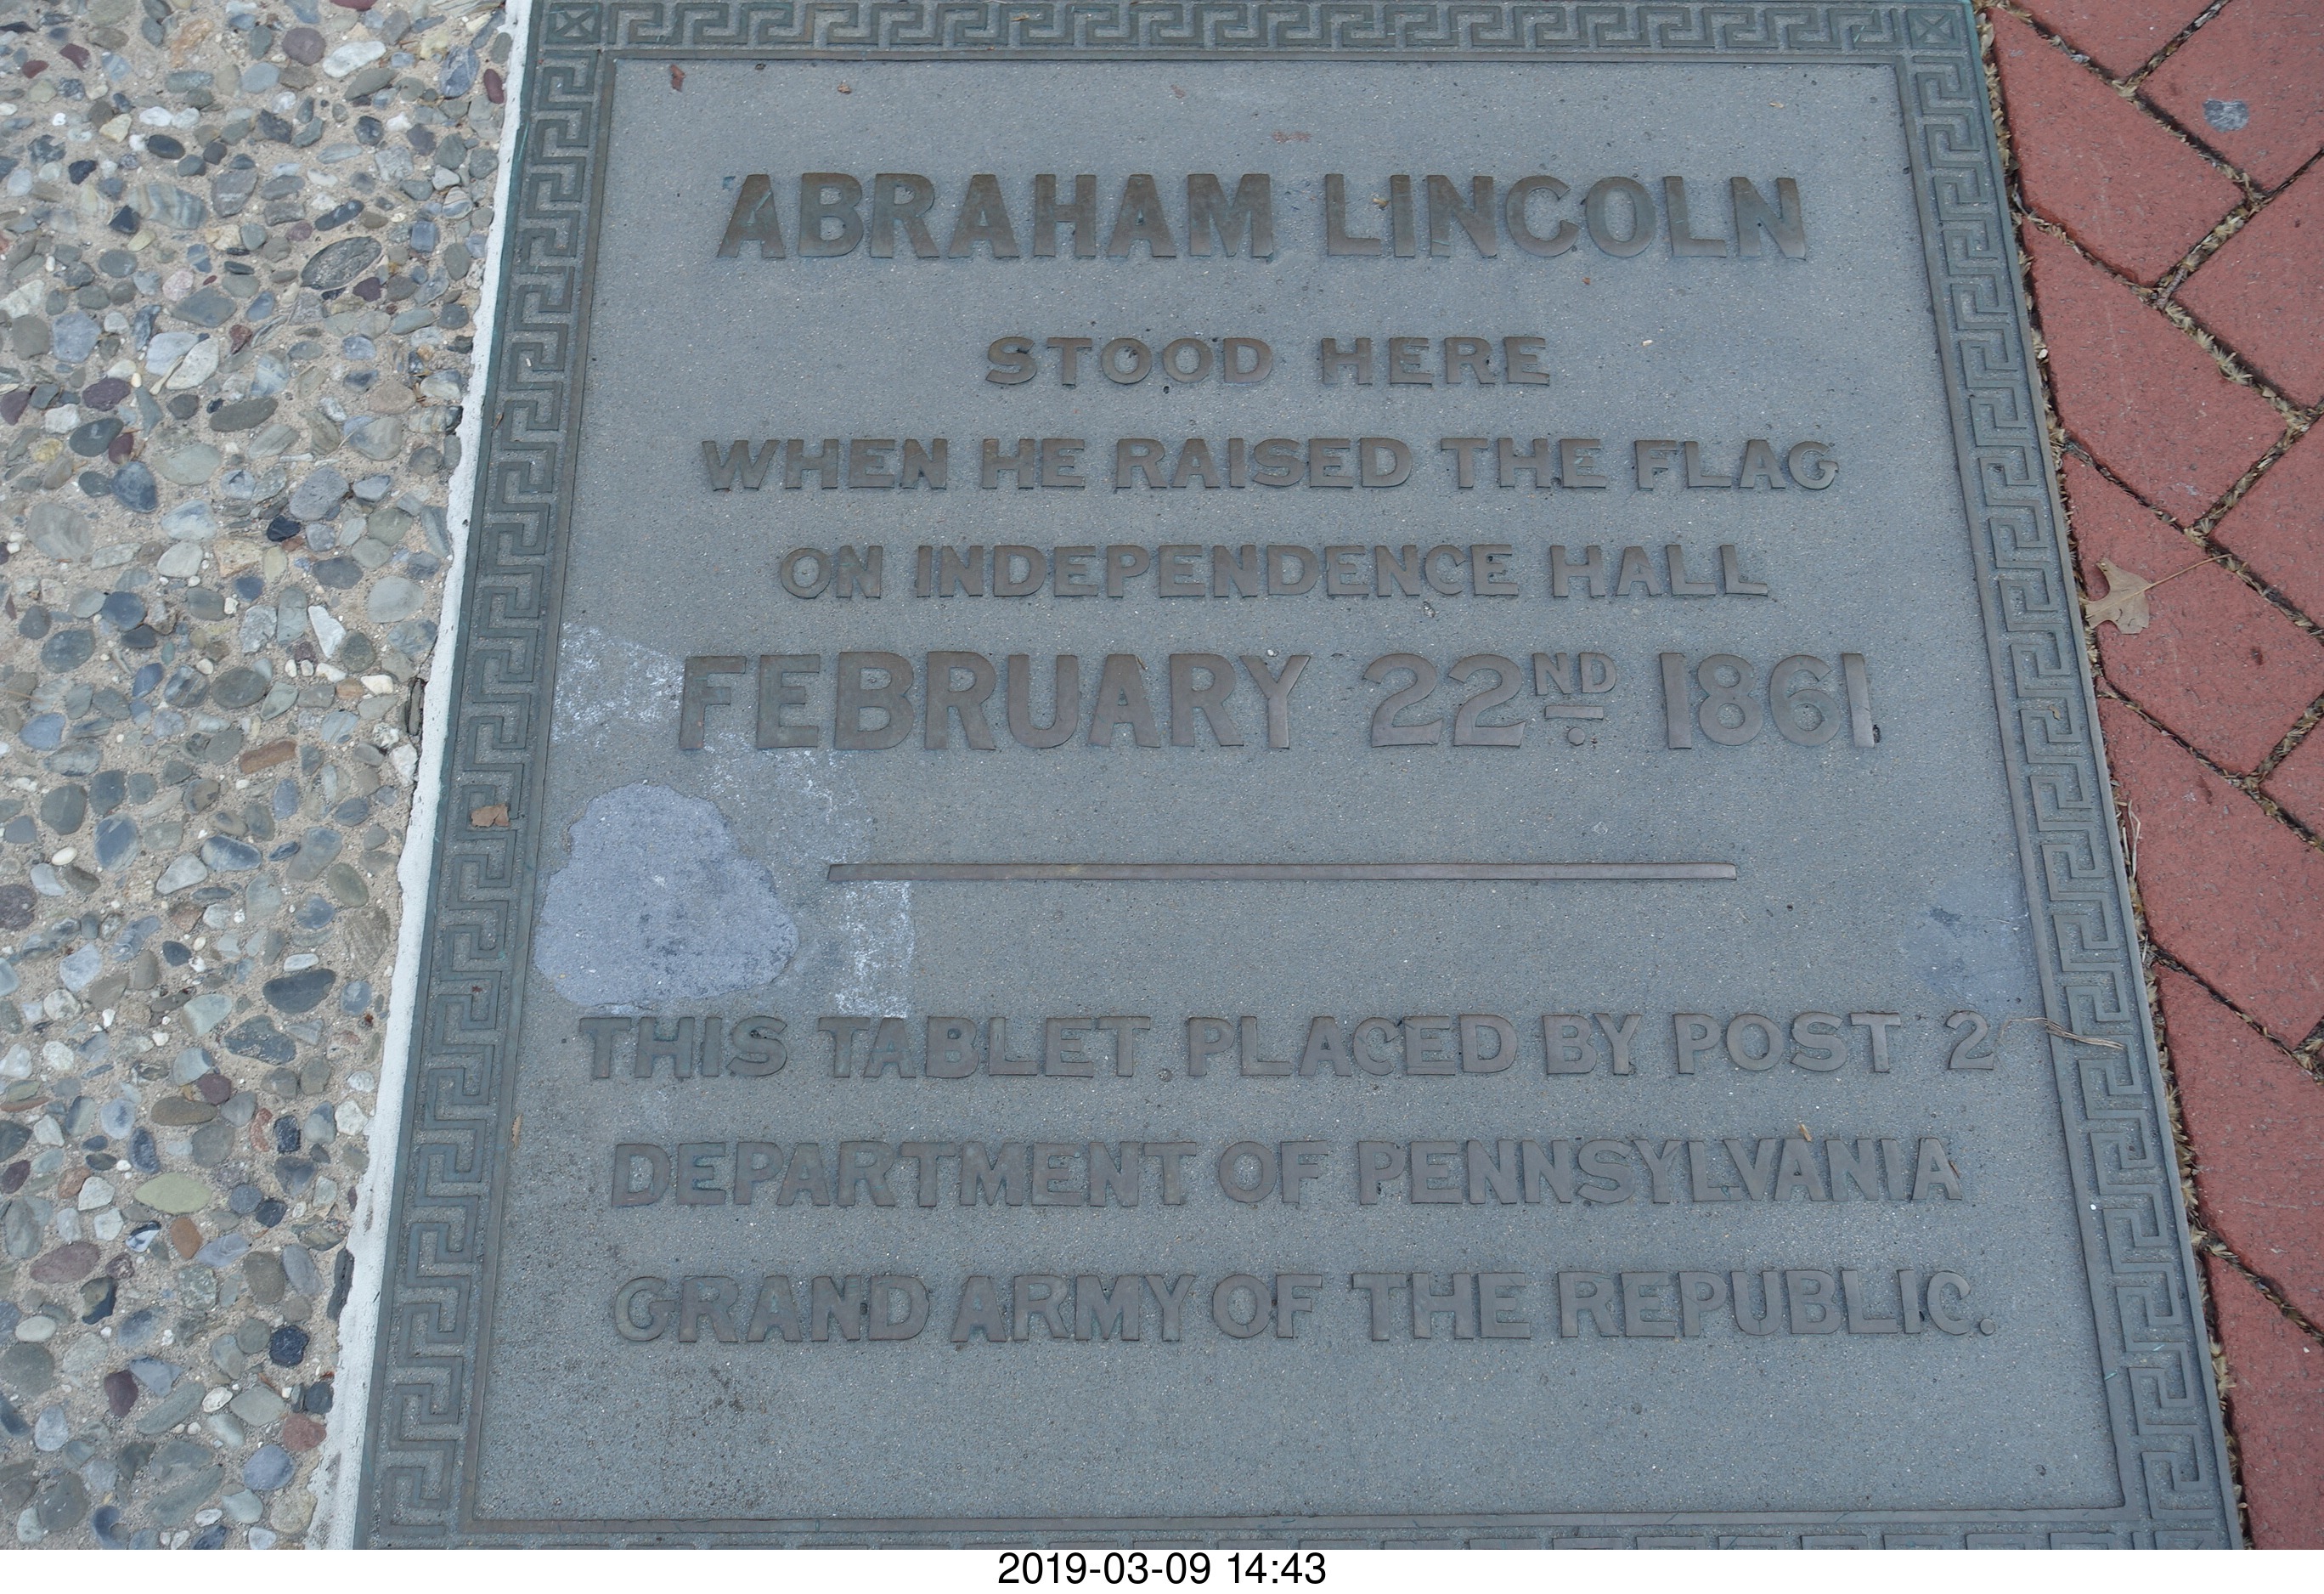 ABRAHAM LINCOLN
STOOD HERE
WHEN HE RAISED THE FLAG
ON INDEPENDENCE HALL
FEBRUARY 22ND 1861
THIS TABLET PLACED BY POST 2
DEPARTMENT OF PENNSYLVANIA
GRAND ARMY OF THE REPUBLIC.
2019-03-09 14:43